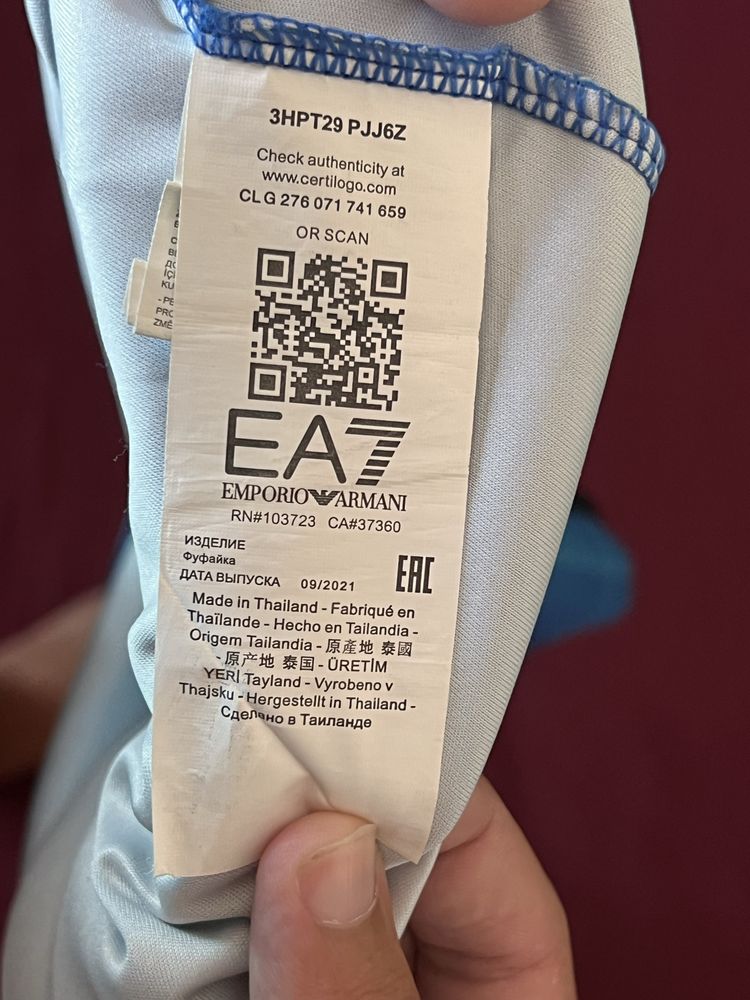 3HPT29 PJJ6Z
Check authenticity at
www.certilogo.com
CLG 276 071 741 659
OR SCAN
EA7
EMPORIO ARMANI
RN#103723 CA#37360
ИЗДЕЛИЕ
Фуфайка
ДАТА ВЫПУСКА 09/2021
EAC
Made in Thailand - Fabriqué en
Thaïlande - Hecho en Tailandia -
Origem Tailandia - 原產地 泰國
- 原产地 泰国 - ÜRETİM
YERİ Tayland - Vyrobeno v
Thajsku - Hergestellt in Thailand -
Сделано в Таиланде